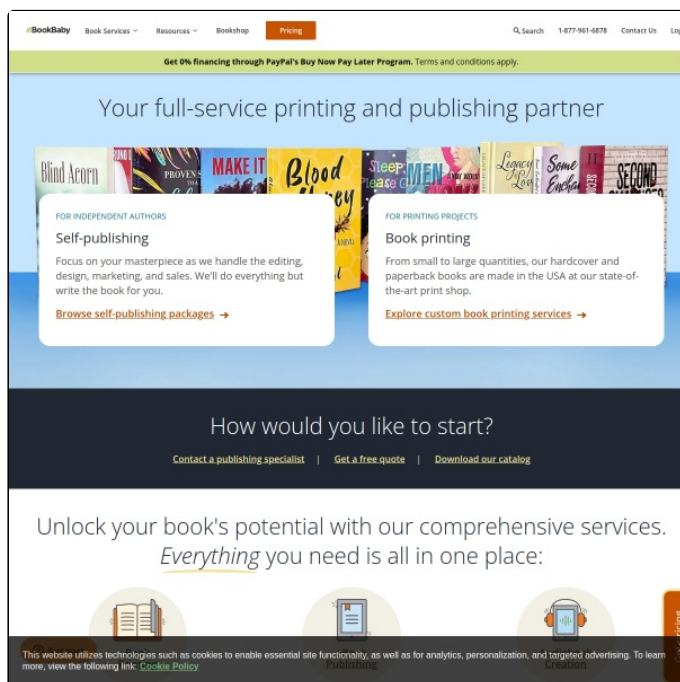 BookBaby Book Services Resources Bookshop Pricing Search 1-877-961-6878 Contact Us
Get 0% financing through PayPal's Buy Now Pay Later Program. Terms and conditions apply.
Your full-service printing and publishing partner
Blind Acorn PROVEN MAKE IT Blood Sleep, MEN Legacy Some SECOND
Please
A NOVEL
FOR INDEPENDENT AUTHORS
Self-publishing
Focus on your masterpiece as we handle the editing,
design, marketing, and sales. We'll do everything but
write the book for you.
Browse self-publishing packages →
FOR PRINTING PROJECTS
Book printing
From small to large quantities, our hardcover and
paperback books are made in the USA at our state-of-
the-art print shop.
Explore custom book printing services →
How would you like to start?
Contact a publishing specialist | Get a free quote | Download our catalog
Unlock your book's potential with our comprehensive services.
Everything you need is all in one place:
Publishing Creation
This website utilizes technologies such as cookies to enable essential site functionality, as well as for analytics, personalization, and targeted advertising. To learn
more, view the following link: Cookie Policy